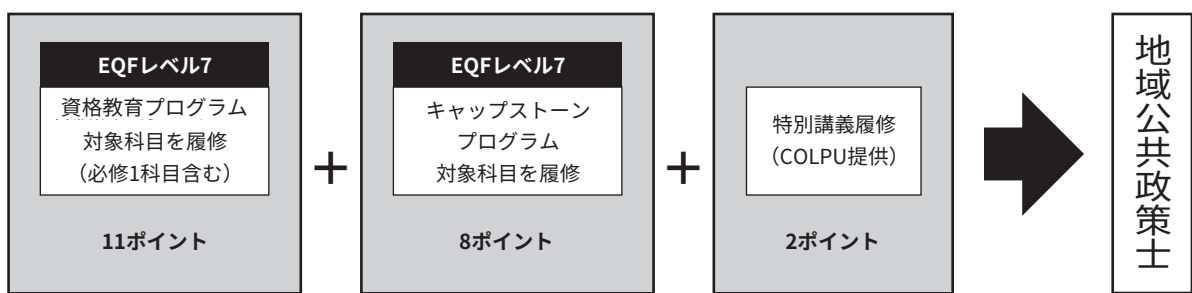 EQFレベル7
資格教育プログラム
対象科目を履修
（必修1科目含む）
11ポイント
+
EQFレベル7
キャップストーン
プログラム
対象科目を履修
8ポイント
+
特別講義履修
（COLPU提供）
2ポイント
地域公共政策士